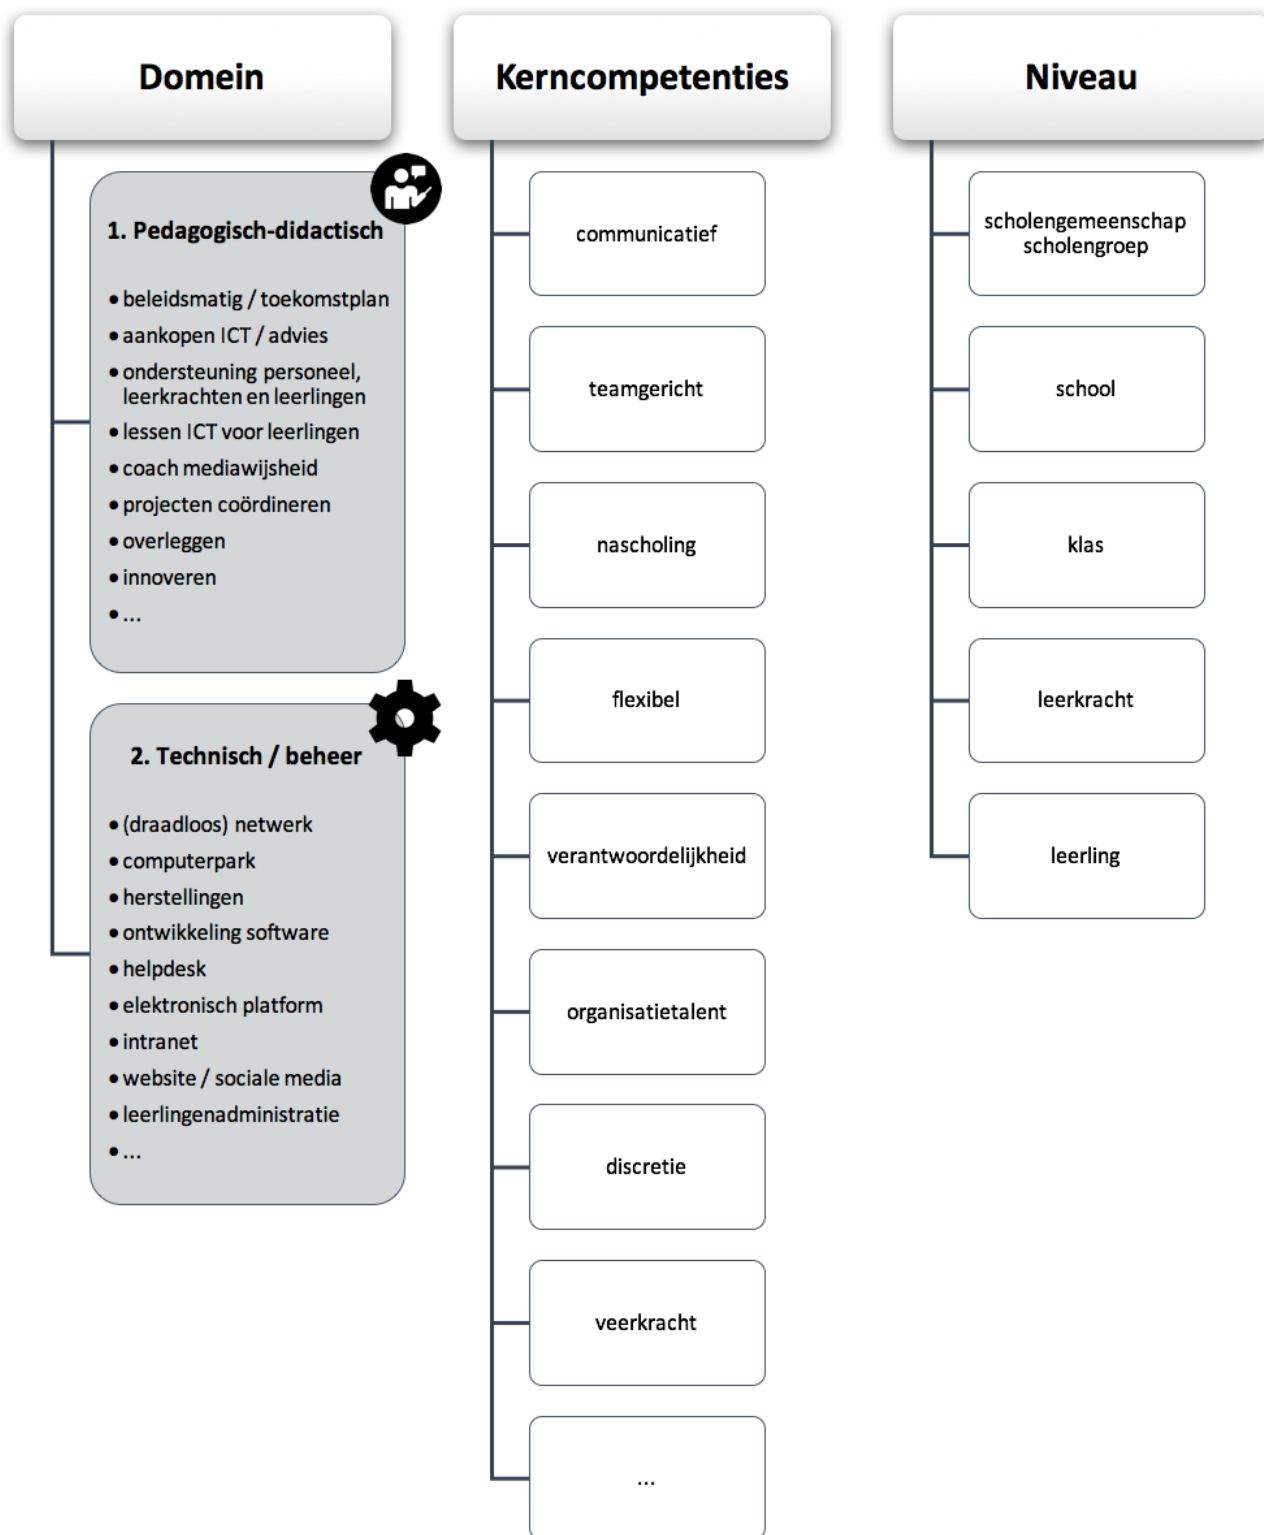 Domein
1. Pedagogisch-didactisch
• beleidsmatig / toekomstplan
• aankopen ICT / advies
• ondersteuning personeel,
leerkrachten en leerlingen
• lessen ICT voor leerlingen
• coach mediawijsheid
• projecten coördineren
• overleggen
• innoveren
• ...
2. Technisch / beheer
• (draadloos) netwerk
• computerpark
• herstellingen
• ontwikkeling software
• helpdesk
• elektronisch platform
• intranet
• website / sociale media
• leerlingenadministratie
• ...
Kerncompetenties
communicatief
teamgericht
nascholing
flexibel
verantwoordelijkheid
organisatietalent
discretie
veerkracht
...
Niveau
scholengemeenschap
scholengroep
school
klas
leerkracht
leerling